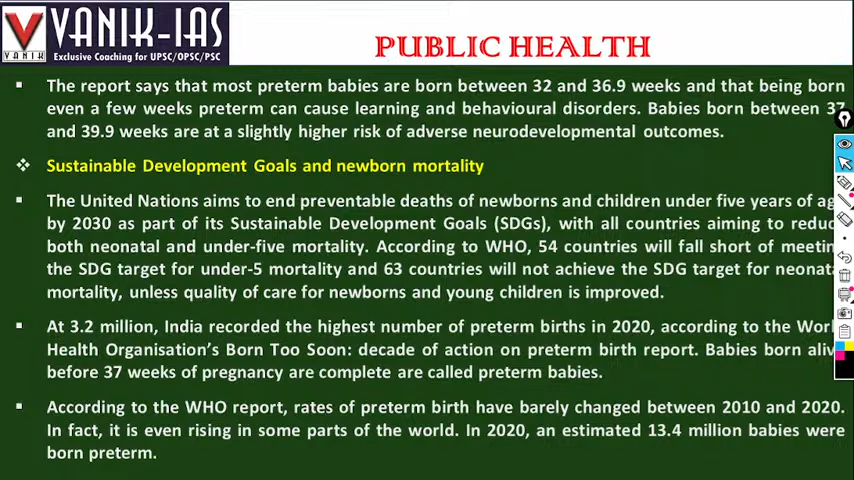 VANIK-IAS
Exclusive Coaching for UPSC/OPSC/PSC
VANIK
PUBLIC HEALTH
The report says that most preterm babies are born between 32 and 36.9 weeks and that being born
even a few weeks preterm can cause learning and behavioural disorders. Babies born between 37
and 39.9 weeks are at a slightly higher risk of adverse neurodevelopmental outcomes.
Sustainable Development Goals and newborn mortality
The United Nations aims to end preventable deaths of newborns and children under five years of ag
by 2030 as part of its Sustainable Development Goals (SDGs), with all countries aiming to reduc
both neonatal and under-five mortality. According to WHO, 54 countries will fall short of meetin
the SDG target for under-5 mortality and 63 countries will not achieve the SDG target for neonata
mortality, unless quality of care for newborns and young children is improved.
At 3.2 million, India recorded the highest number of preterm births in 2020, according to the Worl
Health Organisation's Born Too Soon: decade of action on preterm birth report. Babies born aliv
before 37 weeks of pregnancy are complete are called preterm babies.
According to the WHO report, rates of preterm birth have barely changed between 2010 and 2020.
In fact, it is even rising in some parts of the world. In 2020, an estimated 13.4 million babies were
born preterm.